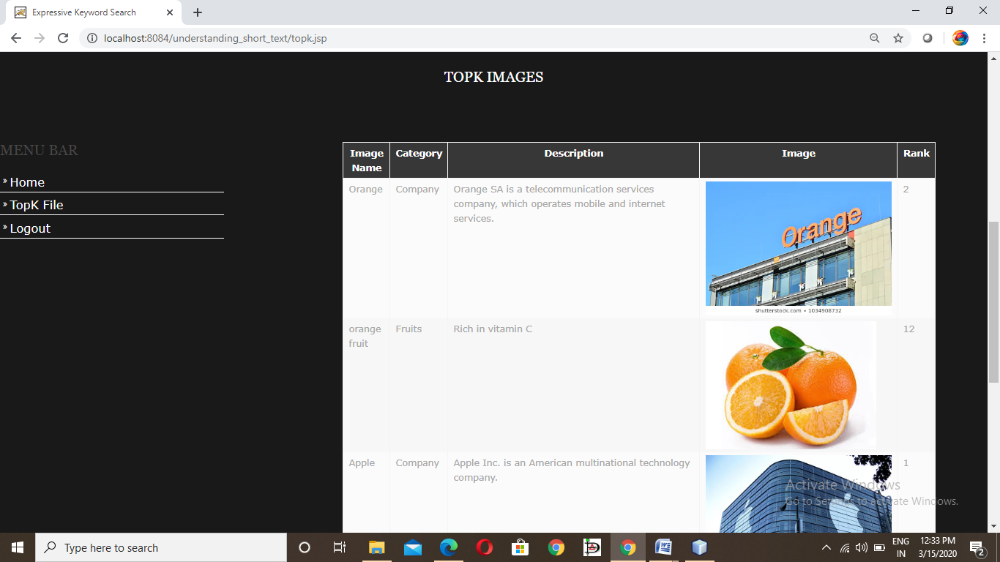 Expressive Keyword Search
localhost:8084/understanding_short_text/topk.jsp
TOPK IMAGES
MENU BAR
» Home
» TopK File
» Logout
Image Name Category Description Image Rank
Orange Company Orange SA is a telecommunication services
company, which operates mobile and internet
services.
Orange
shutterstock.com • 1034908732
2
orange
fruit
Fruits
Rich in vitamin C
12
Apple Company Apple Inc. is an American multinational technology
company.
1
Activate Windows
Go to Settings to activate Windows.
Type here to search
ENG
IN
12:33 PM
3/15/2020
2